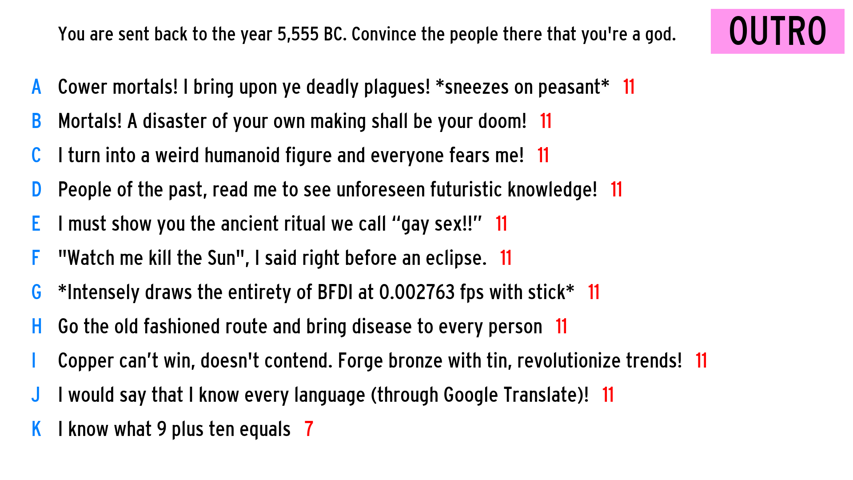 You are sent back to the year 5,555 BC. Convince the people there that you're a god.
OUTRO
A Cower mortals! I bring upon ye deadly plagues! *sneezes on peasant* 11
B Mortals! A disaster of your own making shall be your doom! 11
C I turn into a weird humanoid figure and everyone fears me! 11
D People of the past, read me to see unforeseen futuristic knowledge! 11
E I must show you the ancient ritual we call “gay sex!!” 11
F "Watch me kill the Sun", I said right before an eclipse. 11
G *Intensely draws the entirety of BFDI at 0.002763 fps with stick* 11
H Go the old fashioned route and bring disease to every person 11
I Copper can’t win, doesn't contend. Forge bronze with tin, revolutionize trends! 11
J I would say that I know every language (through Google Translate)! 11
K I know what 9 plus ten equals 7